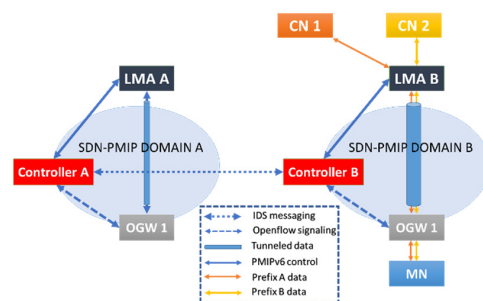 CN 1
CN 2
LMA A
LMA B
SDN-PMIP DOMAIN A
SDN-PMIP DOMAIN B
Controller A
Controller B
OGW 1
OGW 1
MN
IDS messaging
Openflow signaling
Tunneled data
PMIPv6 control
Prefix A data
Prefix B data